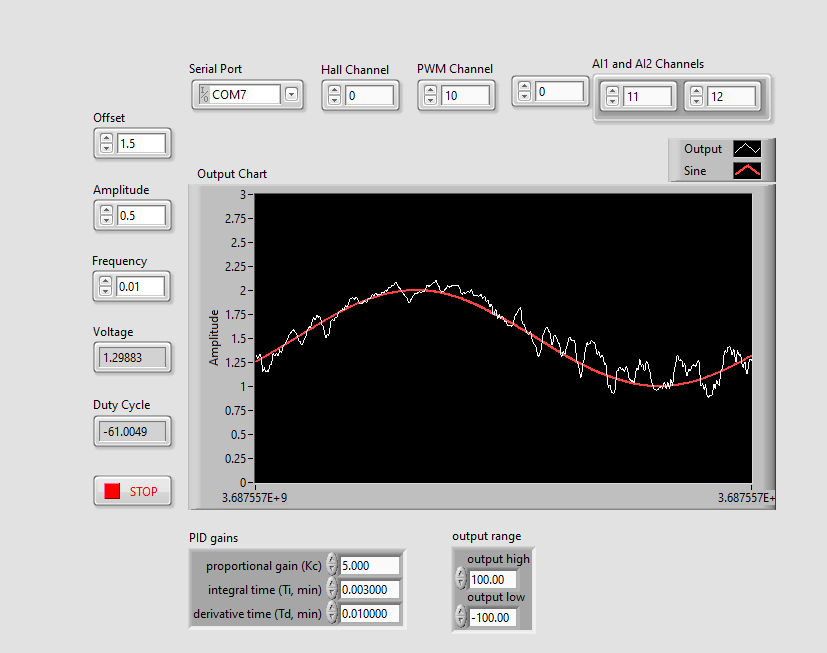 Serial Port
Hall Channel
PWM Channel
AI1 and AI2 Channels
I/O COM7
0
10
0
11
12
Offset
1.5
Output
Sine
Output Chart
Amplitude
0.5
Frequency
0.01
Voltage
1.29883
Duty Cycle
-61.0049
STOP
Amplitude
3
2.75
2.5
2.25
2
1.75
1.5
1.25
1
0.75
0.5
0.25
0
3.687557E+9
3.687557E+
PID gains
proportional gain (Kc) 5.000
integral time (Ti, min) 0.003000
derivative time (Td, min) 0.010000
output range
output high
100.00
output low
-100.00